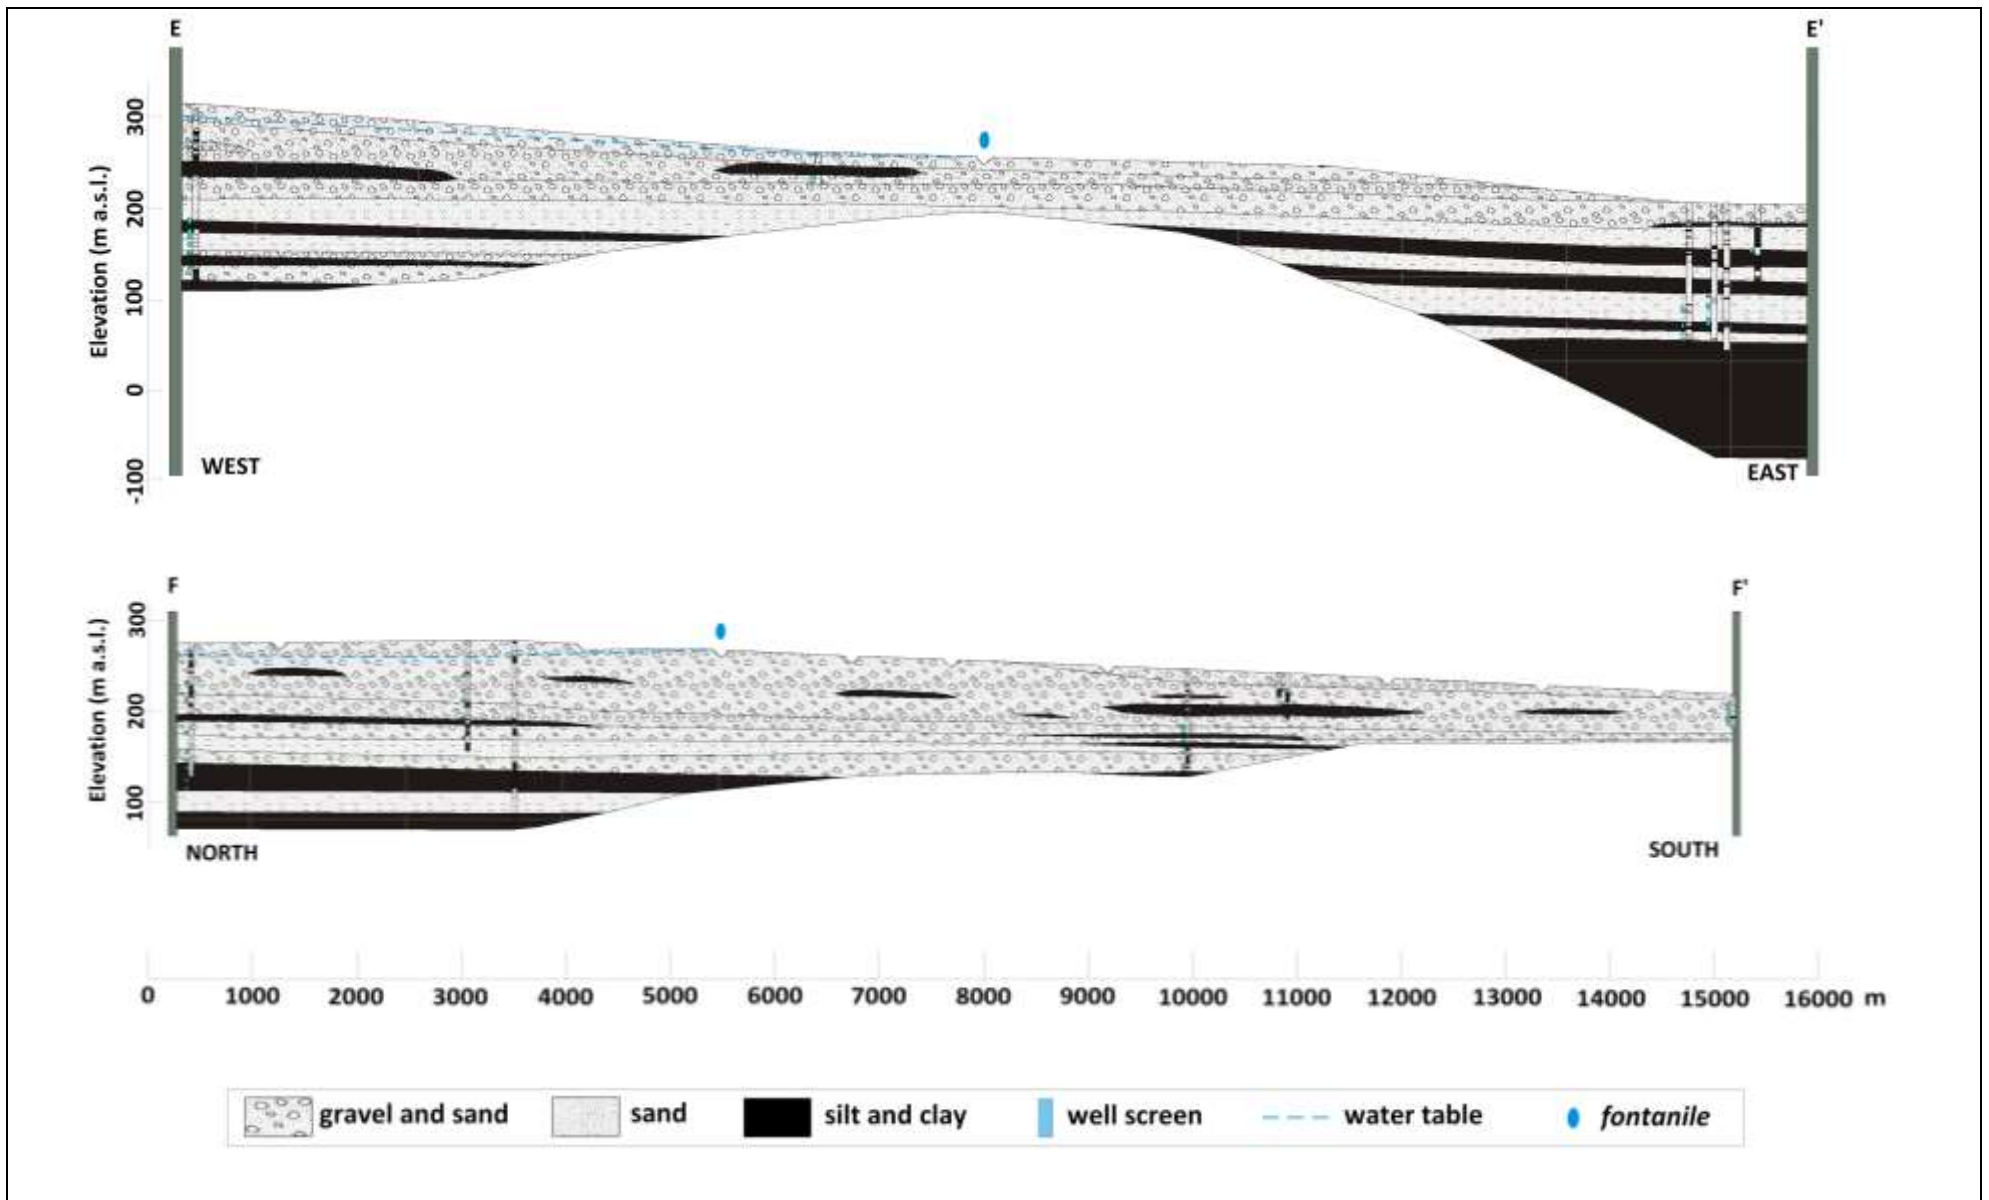 E E'
300
200
100
0
-100
Elevation (m a.s.l.)
WEST EAST
F F'
300
200
100
Elevation (m a.s.l.)
NORTH SOUTH
0 1000 2000 3000 4000 5000 6000 7000 8000 9000 10000 11000 12000 13000 14000 15000 16000 m
gravel and sand sand silt and clay well screen water table fontanile